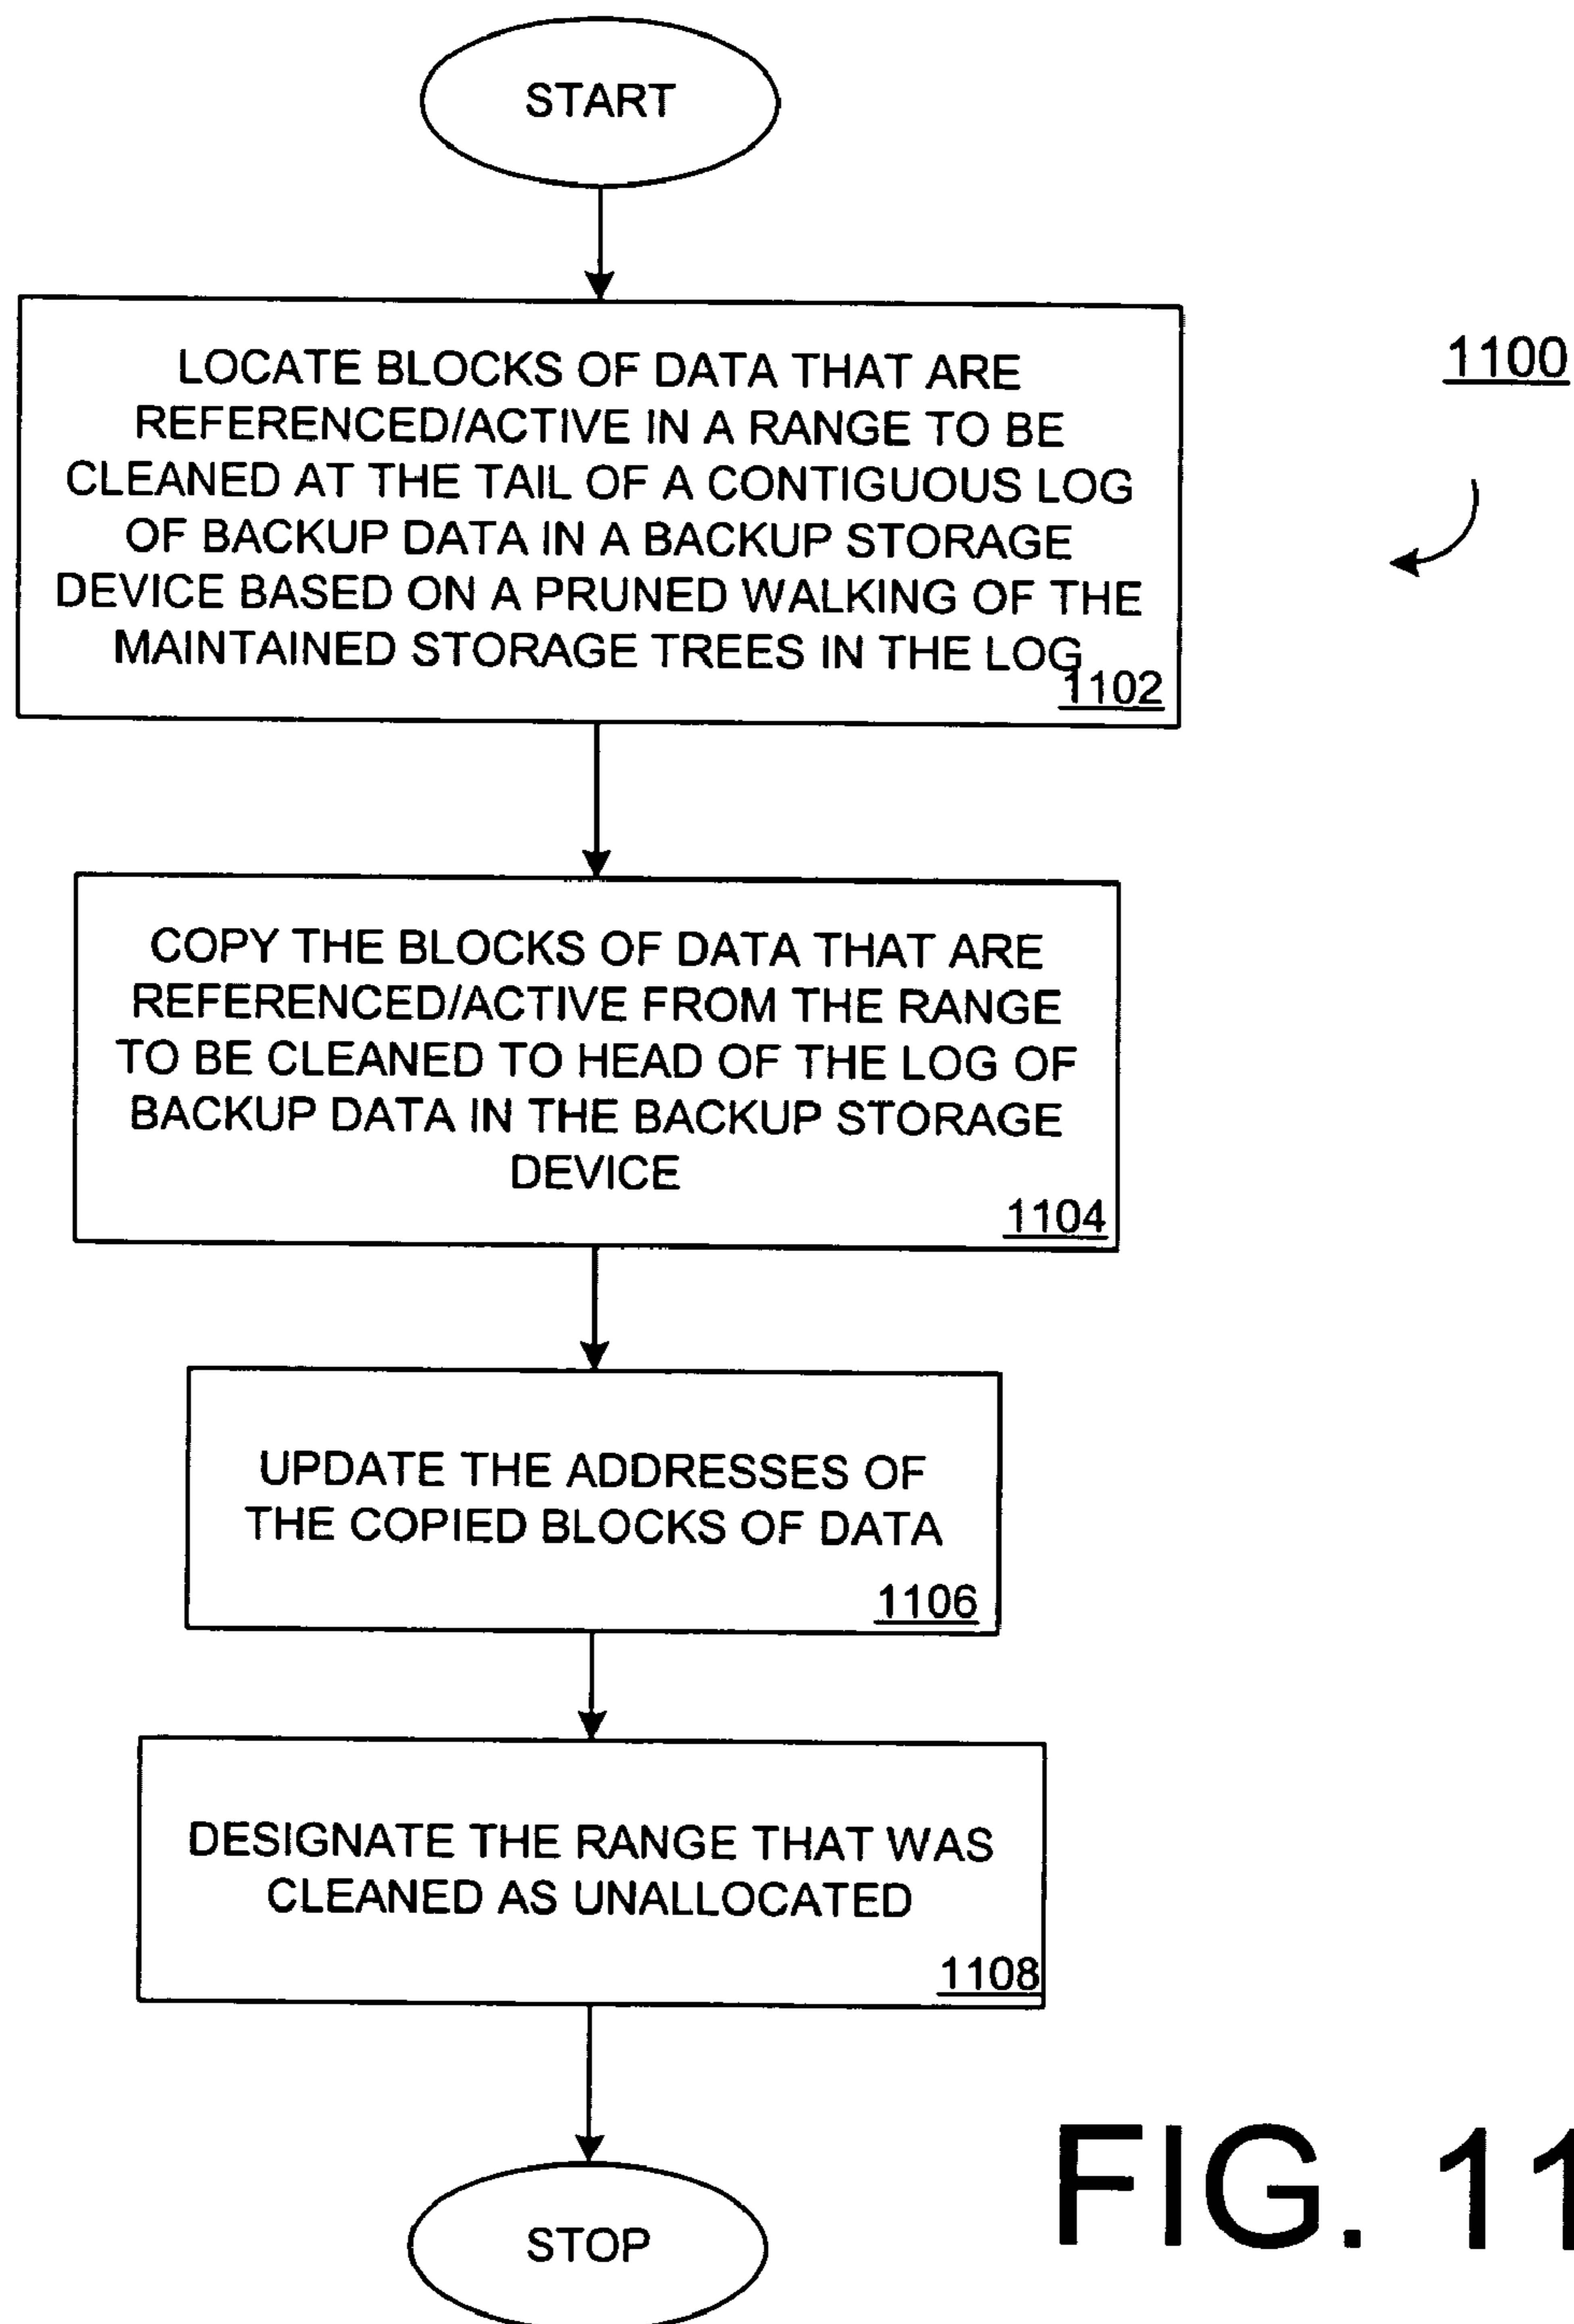 START
LOCATE BLOCKS OF DATA THAT ARE
REFERENCED/ACTIVE IN A RANGE TO BE
CLEANED AT THE TAIL OF A CONTIGUOUS LOG
OF BACKUP DATA IN A BACKUP STORAGE
DEVICE BASED ON A PRUNED WALKING OF THE
MAINTAINED STORAGE TREES IN THE LOG
1102
1100
COPY THE BLOCKS OF DATA THAT ARE
REFERENCED/ACTIVE FROM THE RANGE
TO BE CLEANED TO HEAD OF THE LOG OF
BACKUP DATA IN THE BACKUP STORAGE
DEVICE
1104
UPDATE THE ADDRESSES OF
THE COPIED BLOCKS OF DATA
1106
DESIGNATE THE RANGE THAT WAS
CLEANED AS UNALLOCATED
1108
STOP
FIG. 11